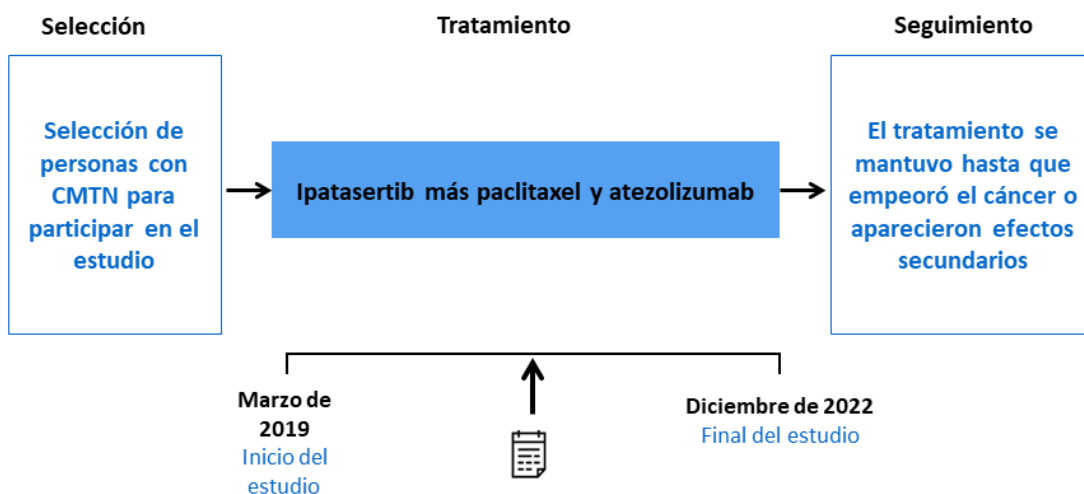 Selección
Tratamiento
Seguimiento
Selección de
personas con
CMTN para
participar en el
estudio
Ipatasertib más paclitaxel y atezolizumab
El tratamiento se
mantuvo hasta que
empeoró el cáncer o
aparecieron efectos
secundarios
Marzo de
2019
Inicio del
estudio
Diciembre de 2022
Final del estudio